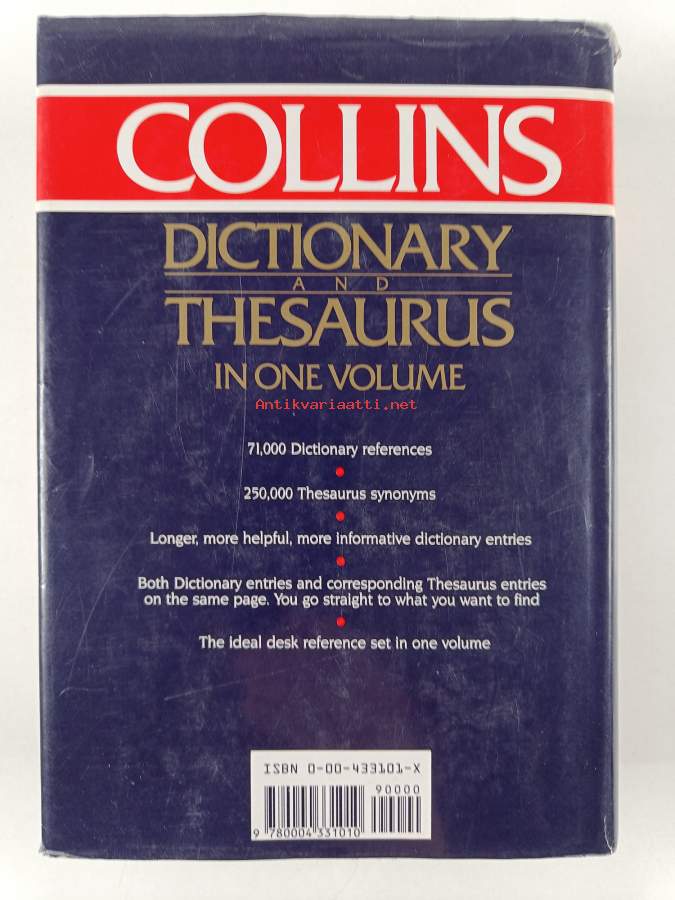 COLLINS
DICTIONARY
AND
THESAURUS
IN ONE VOLUME
Antikvariaatti.net
71,000 Dictionary references
250,000 Thesaurus synonyms
Longer, more helpful, more informative dictionary entries
Both Dictionary entries and corresponding Thesaurus entries
on the same page. You go straight to what you want to find
The ideal desk reference set in one volume
ISBN 0-00-433101-X
90000
9 780004 331010